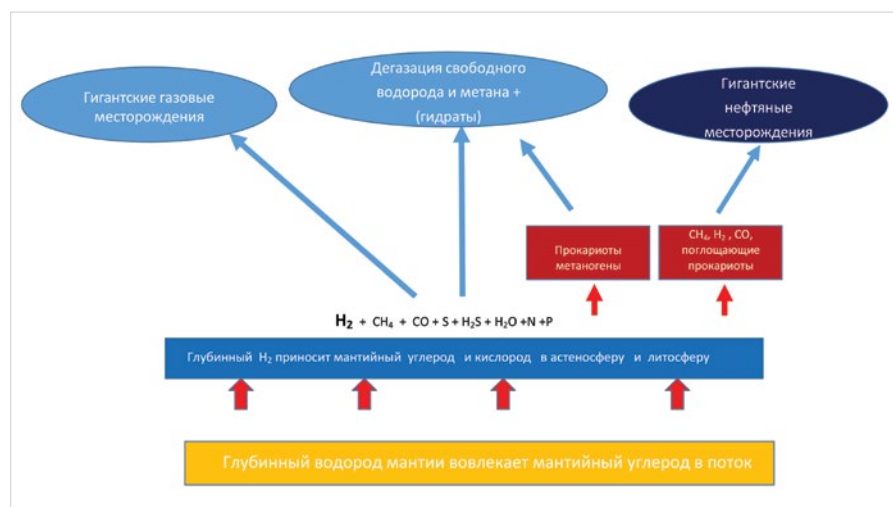 Гигантские газовые
месторождения
Дегазация свободного
водорода и метана +
(гидраты)
Гигантские
нефтяные
месторождения
Прокариоты
метаногены
CH₄, H₂ , CO,
поглощающие
прокариоты
H₂ + CH₄ + CO + S + H₂S + H₂O +N +P
Глубинный H₂ приносит мантийный углерод и кислород в астеносферу и литосферу
Глубинный водород мантии вовлекает мантийный углерод в поток